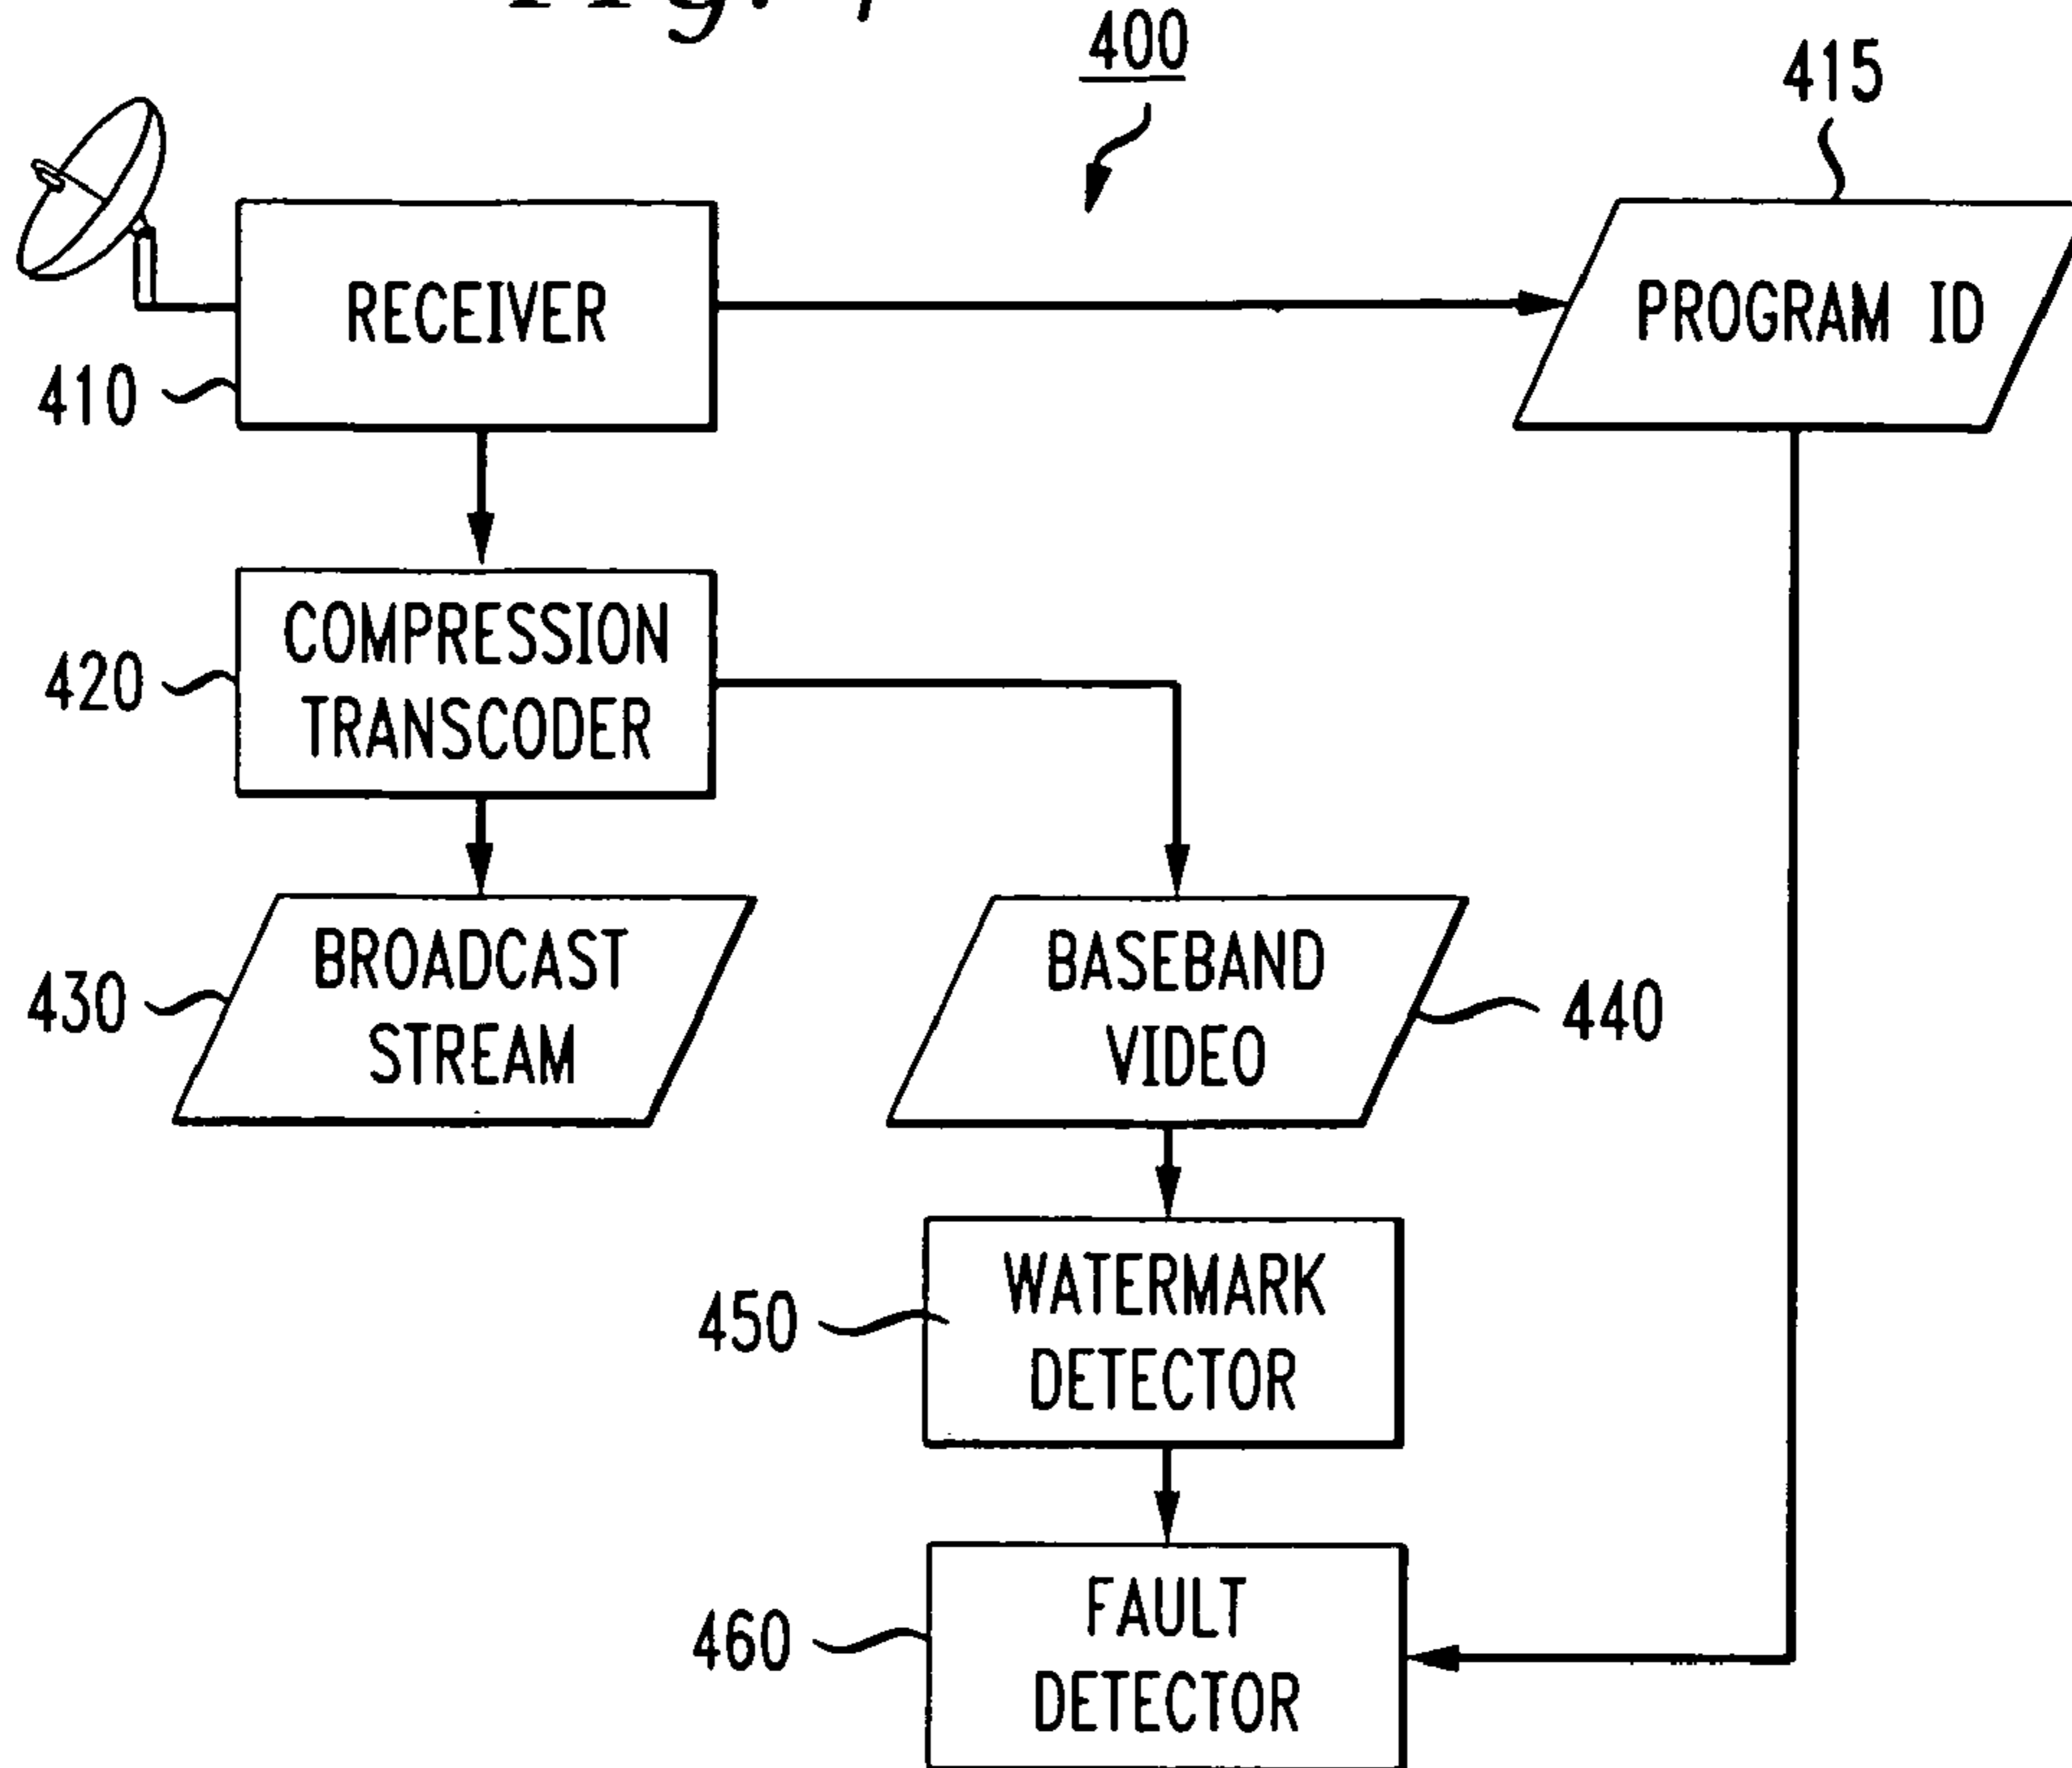 400
415
RECEIVER
PROGRAM ID
410
COMPRESSION
TRANSCODER
420
BROADCAST
STREAM
430
BASEBAND
VIDEO
440
WATERMARK
DETECTOR
450
FAULT
DETECTOR
460